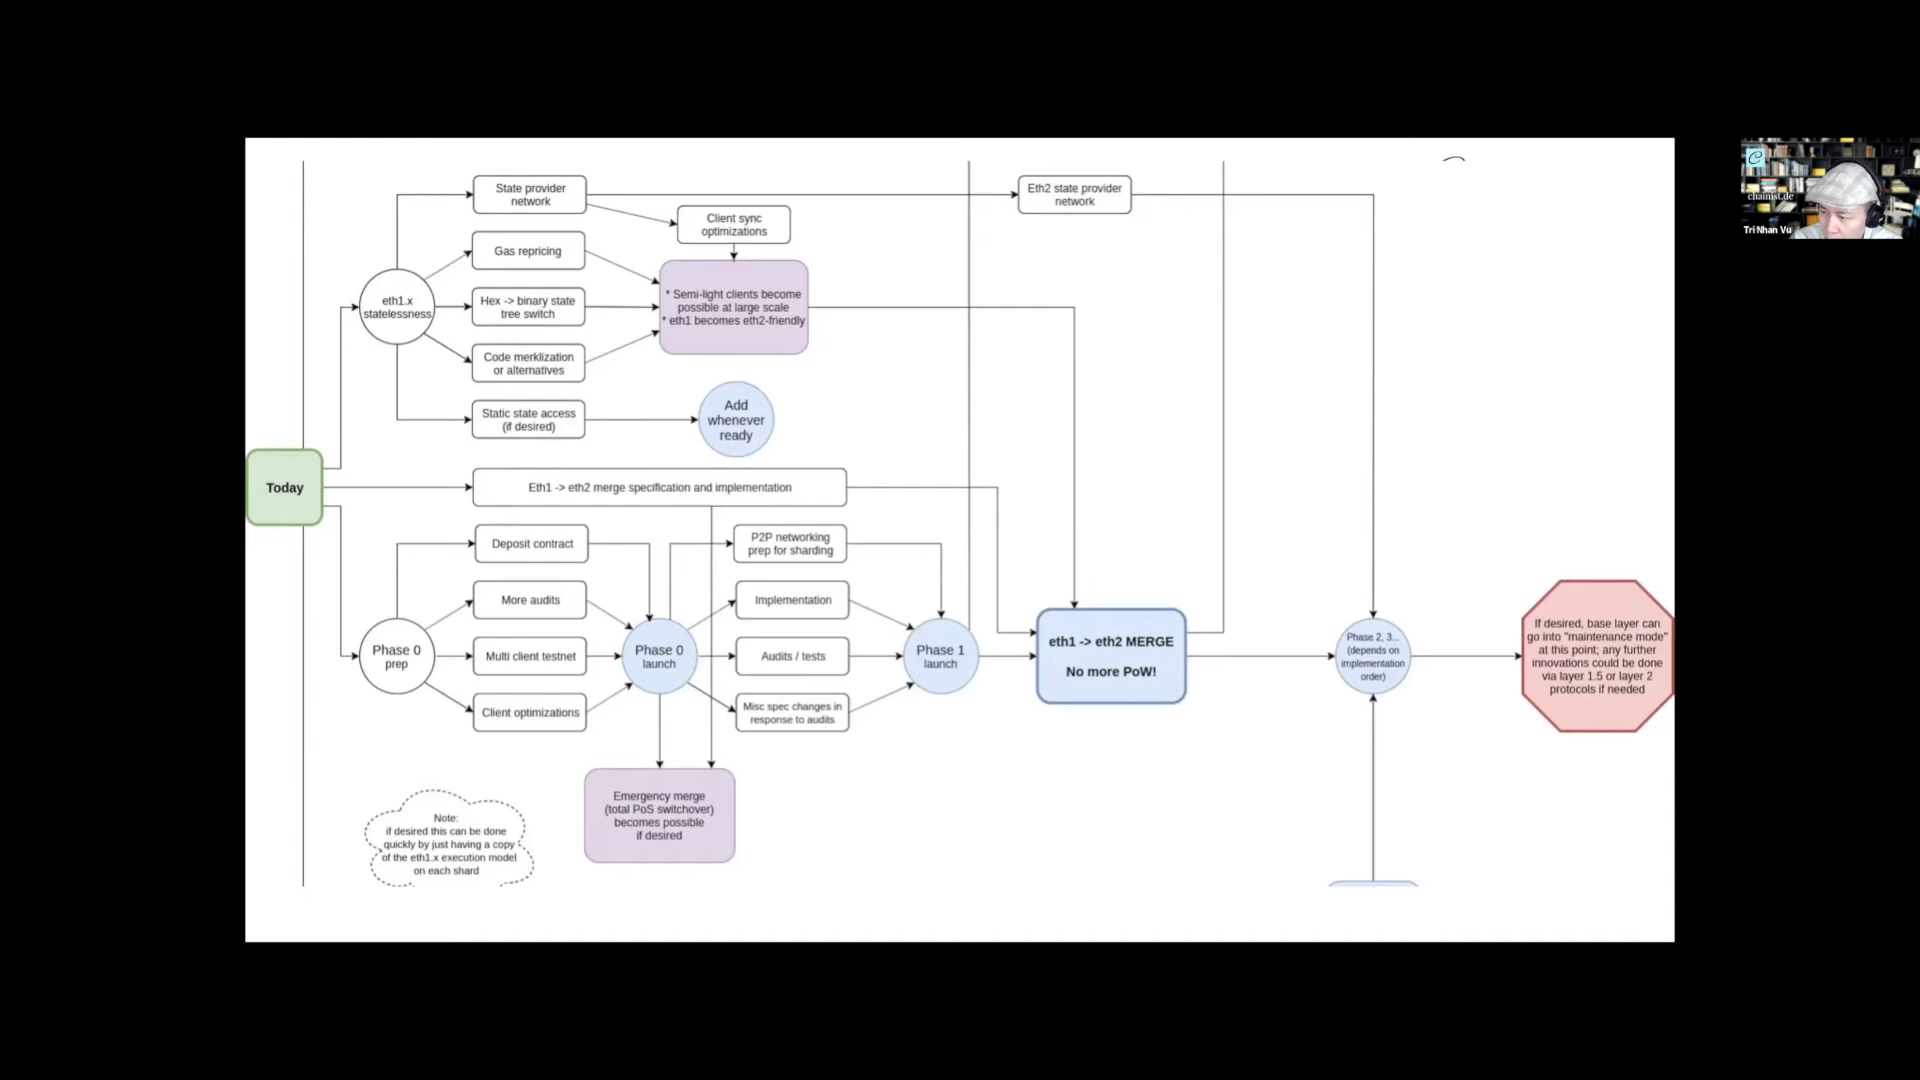 State provider
network
Client sync
optimizations
Eth2 state provider
network
Gas repricing
eth1.x
statelessness
Hex -> binary state
tree switch
* Semi-light clients become
possible at large scale
* eth1 becomes eth2-friendly
Code merklization
or alternatives
Static state access
(if desired)
Add
whenever
ready
Today
Eth1 -> eth2 merge specification and implementation
Deposit contract
P2P networking
prep for sharding
More audits
Implementation
Phase 0
prep
Multi client testnet
Phase 0
launch
Audits / tests
Phase 1
launch
eth1 -> eth2 MERGE
No more PoW!
Phase 2, 3...
(depends on
implementation
order)
If desired, base layer can
go into "maintenance mode"
at this point; any further
innovations could be done
via layer 1.5 or layer 2
protocols if needed
Client optimizations
Misc spec changes in
response to audits
Emergency merge
(total PoS switchover)
becomes possible
if desired
Note:
if desired this can be done
quickly by just having a copy
of the eth1.x execution model
on each shard
chainist.de
Tri Nhan Vu